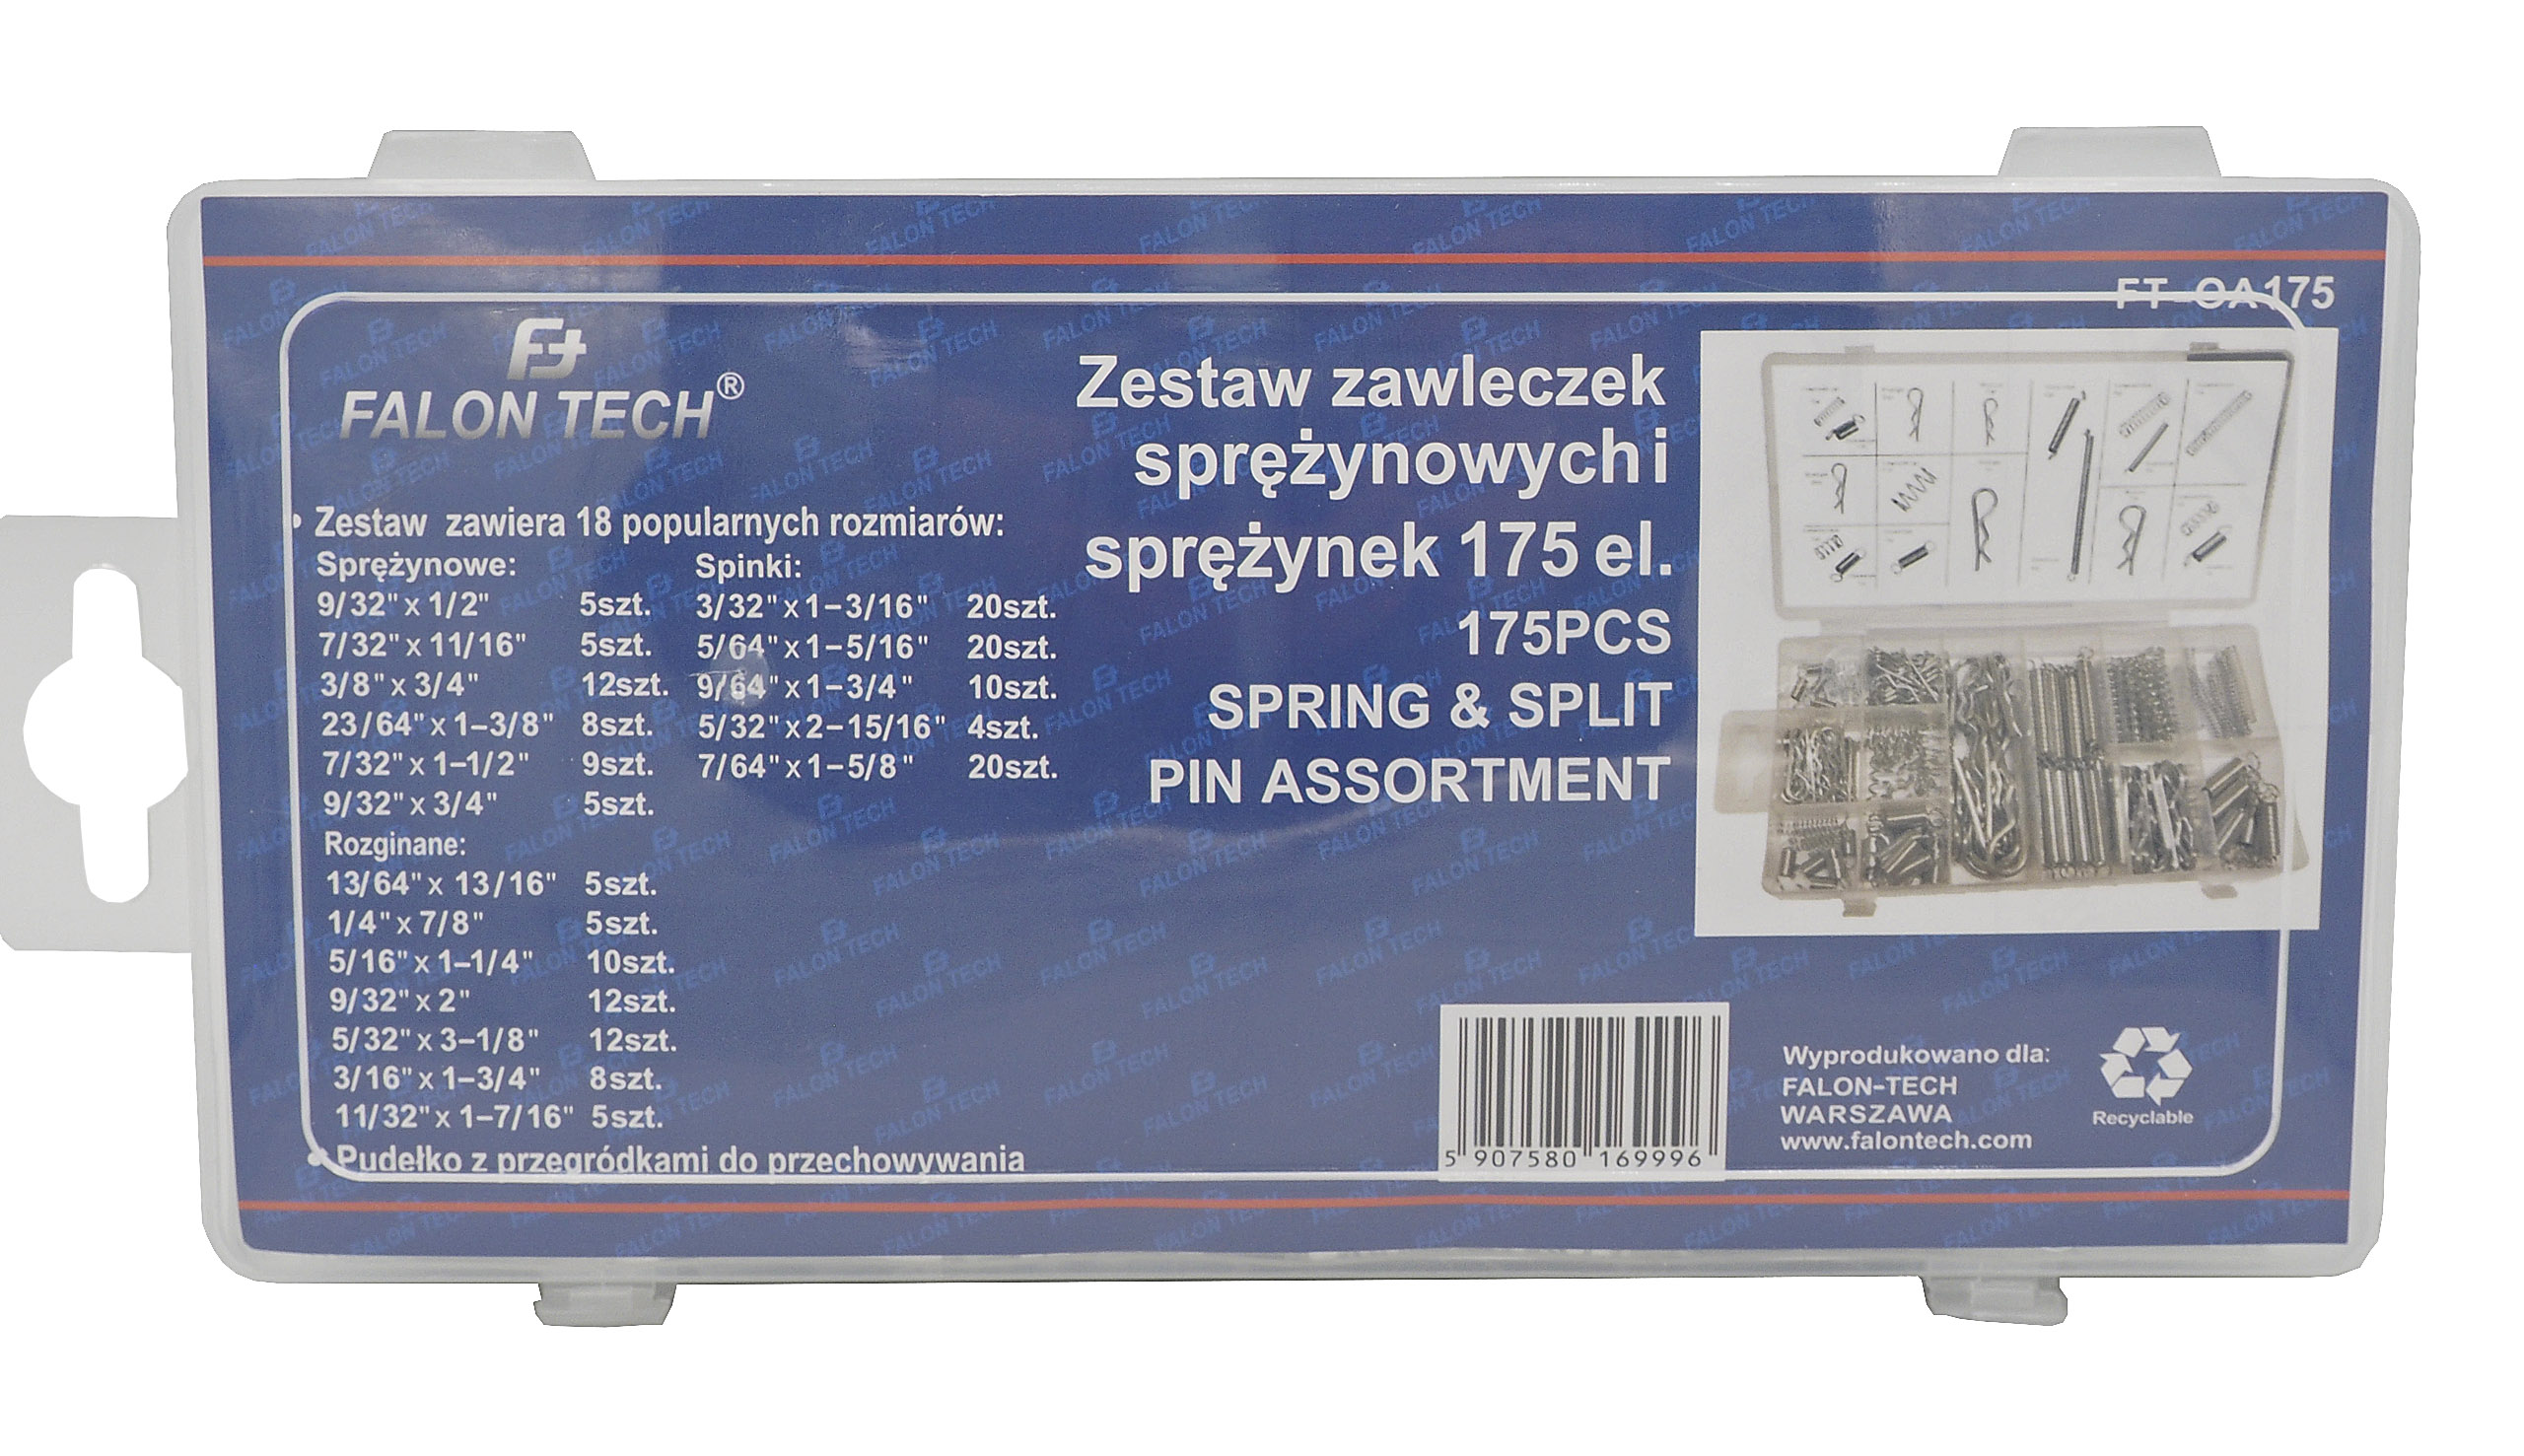 FT-OA175
FALON TECH®
Zestaw zawleczek
sprężynowych i
sprężynek 175 el.
175PCS
SPRING & SPLIT
PIN ASSORTMENT
• Zestaw zawiera 18 popularnych rozmiarów:
Sprężynowe:
9/32" x 1/2" 5szt.
7/32" x 11/16" 5szt.
3/8" x 3/4" 12szt.
23/64" x 1-3/8" 8szt.
7/32" x 1-1/2" 9szt.
9/32" x 3/4" 5szt.
Rozginane:
13/64" x 13/16" 5szt.
1/4" x 7/8" 5szt.
5/16" x 1-1/4" 10szt.
9/32" x 2" 12szt.
5/32" x 3-1/8" 12szt.
3/16" x 1-3/4" 8szt.
11/32" x 1-7/16" 5szt.
Spinki:
3/32" x 1-3/16" 20szt.
5/64" x 1-5/16" 20szt.
9/64" x 1-3/4" 10szt.
5/32" x 2-15/16" 4szt.
7/64" x 1-5/8" 20szt.
• Pudełko z przegródkami do przechowywania
5 907580 169996
Wyprodukowano dla:
FALON-TECH
WARSZAWA
www.falontech.com
Recyclable